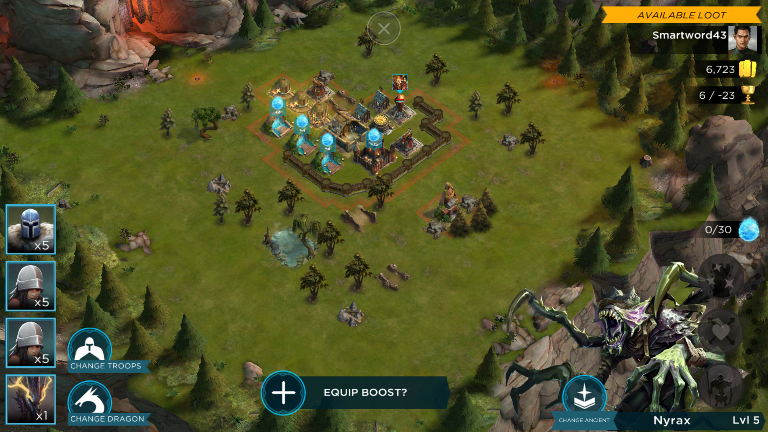 AVAILABLE LOOT
Smartword43
6,723
6 / -23
0/30
x5
x5
x5
x1
CHANGE TROOPS
CHANGE DRAGON
EQUIP BOOST?
CHANGE ANCIENT
Nyrax
Lvl 5